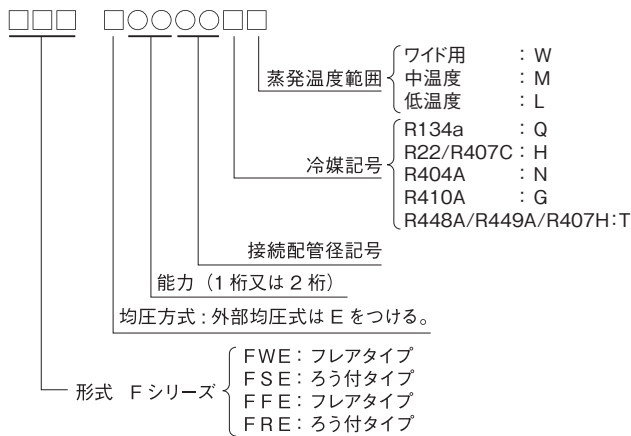 □□□ □○○○○□□
蒸発温度範囲
ワイド用 : W
中温度 : M
低温度 : L
冷媒記号
R134a : Q
R22/R407C : H
R404A : N
R410A : G
R448A/R449A/R407H:T
接続配管径記号
能力（1 桁又は 2 桁）
均圧方式 : 外部均圧式は E をつける。
形式 Fシリーズ
FWE : フレアタイプ
FSE : ろう付タイプ
FFE : フレアタイプ
FRE : ろう付タイプ